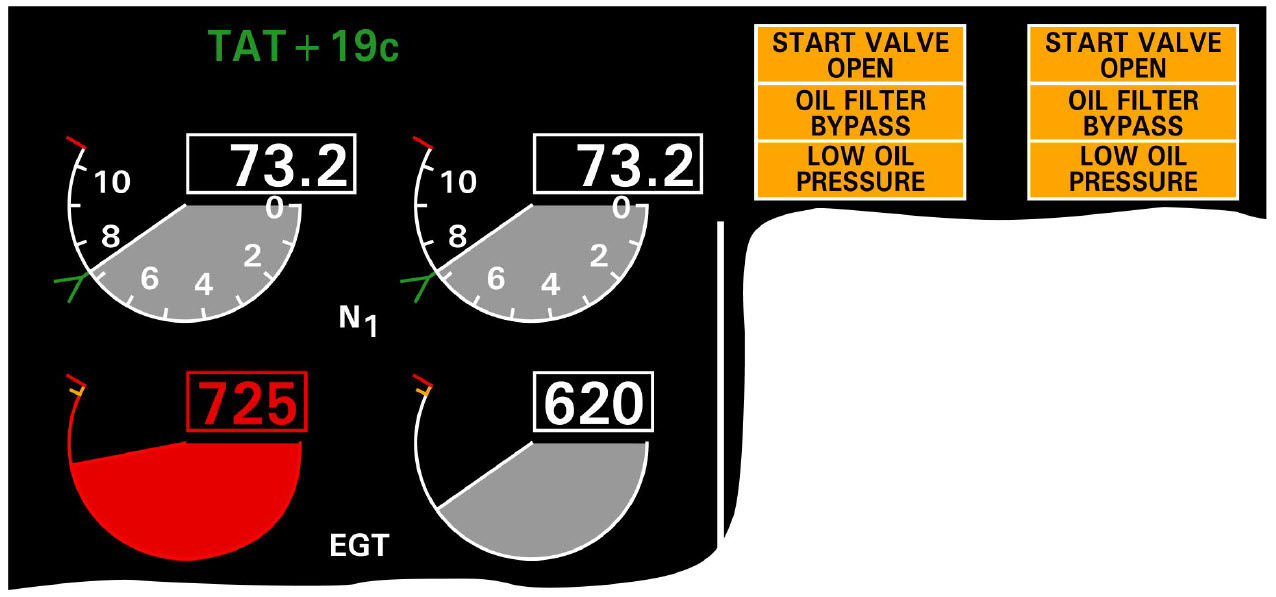 TAT + 19c
START VALVE
OPEN
OIL FILTER
BYPASS
LOW OIL
PRESSURE
START VALVE
OPEN
OIL FILTER
BYPASS
LOW OIL
PRESSURE
73.2
10
8
6
4
2
0
73.2
10
8
6
4
2
0
N1
725
620
EGT